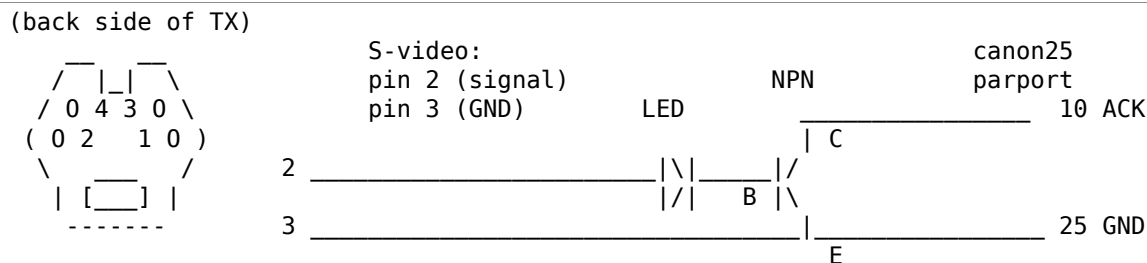 (back side of TX)
S-video: canon25
pin 2 (signal) NPN parport
0 4 3 0 pin 3 (GND) LED 10 ACK
0 2 1 0 C
2
B
3 25 GND
E